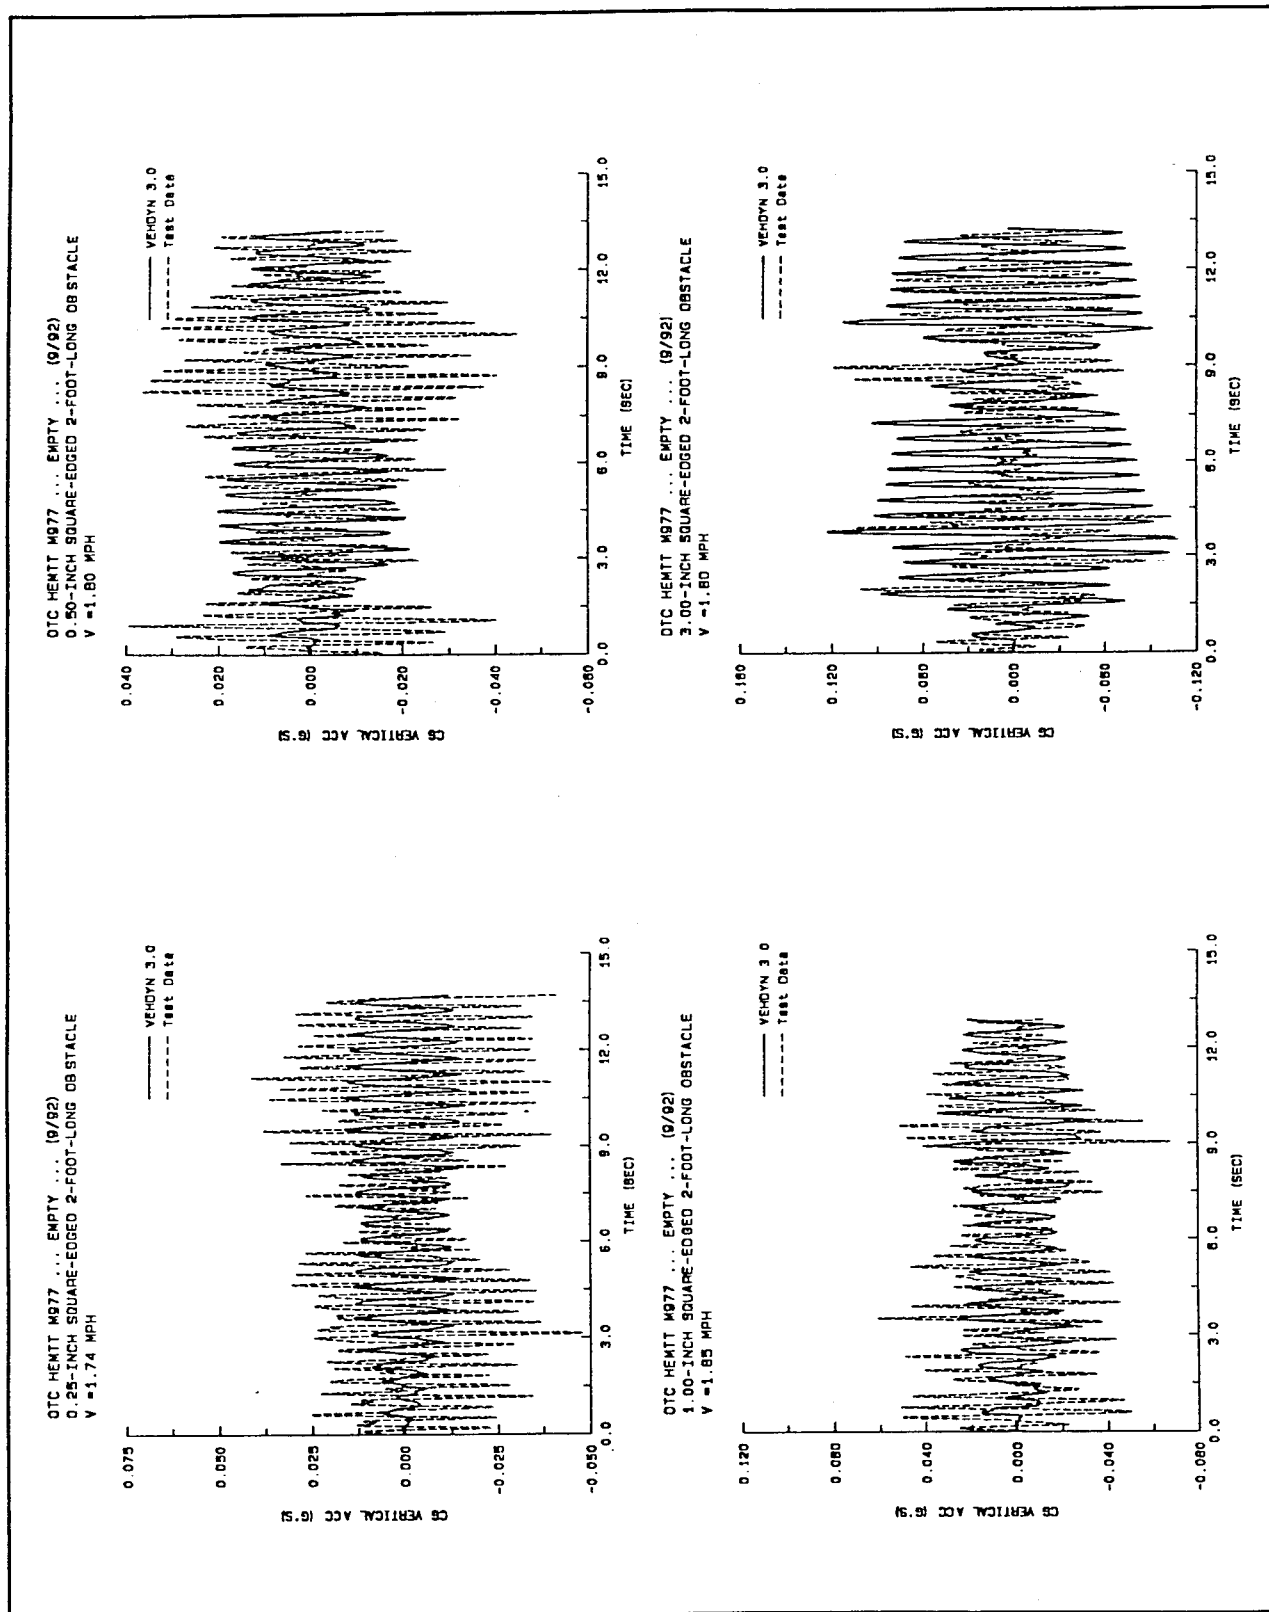 OTC HEMTT M977 ... EMPTY ... (9/92)
0.25-INCH SQUARE-EDGED 2-FOOT-LONG OBSTACLE
V =1.74 MPH
VEHDYN 3.0
Test Data
0.075
0.050
0.025
0.000
-0.025
-0.050
CG VERTICAL ACC (G'S)
0.0 3.0 6.0 9.0 12.0 15.0
TIME (SEC)
OTC HEMTT M977 ... EMPTY ... (9/92)
0.50-INCH SQUARE-EDGED 2-FOOT-LONG OBSTACLE
V =1.80 MPH
VEHDYN 3.0
Test Data
0.040
0.020
0.000
-0.020
-0.040
-0.060
CG VERTICAL ACC (G'S)
0.0 3.0 6.0 9.0 12.0 15.0
TIME (SEC)
OTC HEMTT M977 ... EMPTY ... (9/92)
1.00-INCH SQUARE-EDGED 2-FOOT-LONG OBSTACLE
V =1.85 MPH
VEHDYN 3.0
Test Data
0.120
0.080
0.040
0.000
-0.040
-0.080
CG VERTICAL ACC (G'S)
0.0 3.0 6.0 9.0 12.0 15.0
TIME (SEC)
OTC HEMTT M977 ... EMPTY ... (9/92)
3.00-INCH SQUARE-EDGED 2-FOOT-LONG OBSTACLE
V =1.80 MPH
VEHDYN 3.0
Test Data
0.180
0.120
0.060
0.000
-0.060
-0.120
CG VERTICAL ACC (G'S)
0.0 3.0 6.0 9.0 12.0 15.0
TIME (SEC)